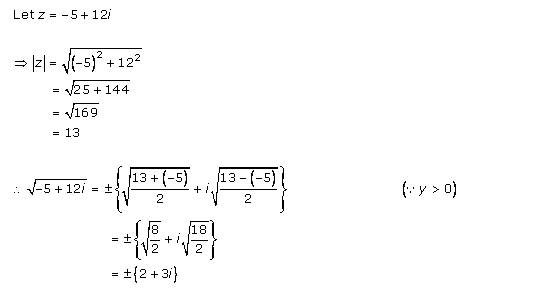 Let z = −5 + 12i
⇒ |z| = √((−5)² + 12²)
= √(25 + 144)
= √169
= 13
∴ √(−5 + 12i) = ±{√((13 + (−5))/2) + i√((13 − (−5))/2)} (∵ y > 0)
= ±{√(8/2) + i√(18/2)}
= ±{2 + 3i}